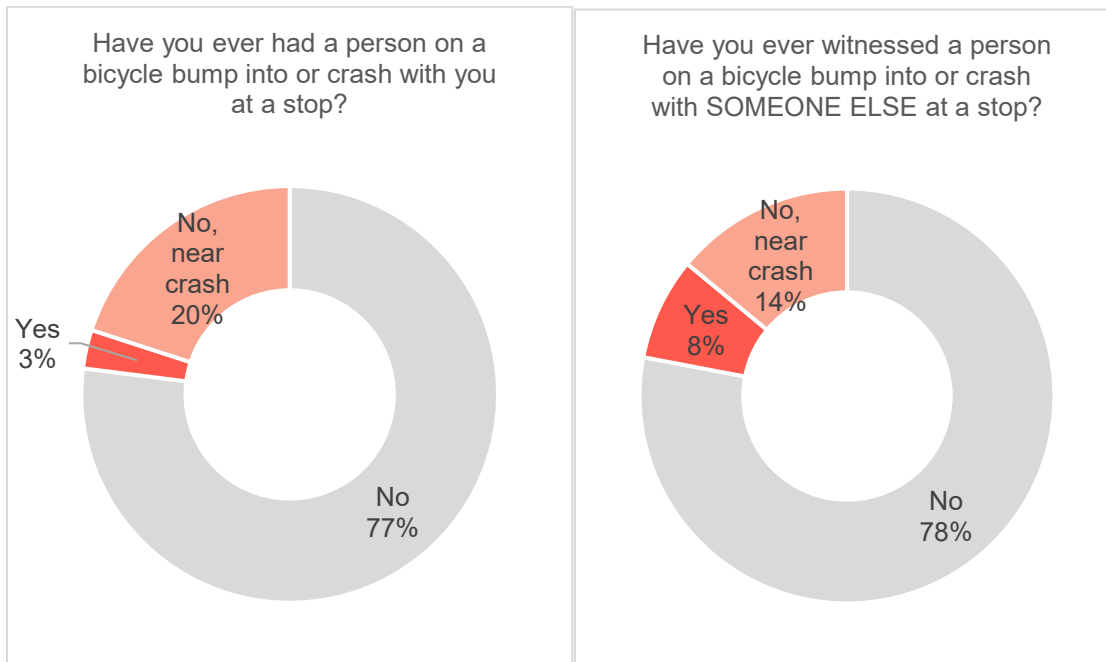 Have you ever had a person on a
bicycle bump into or crash with you
at a stop?
No,
near
crash
20%
Yes
3%
No
77%
Have you ever witnessed a person
on a bicycle bump into or crash
with SOMEONE ELSE at a stop?
No,
near
crash
14%
Yes
8%
No
78%